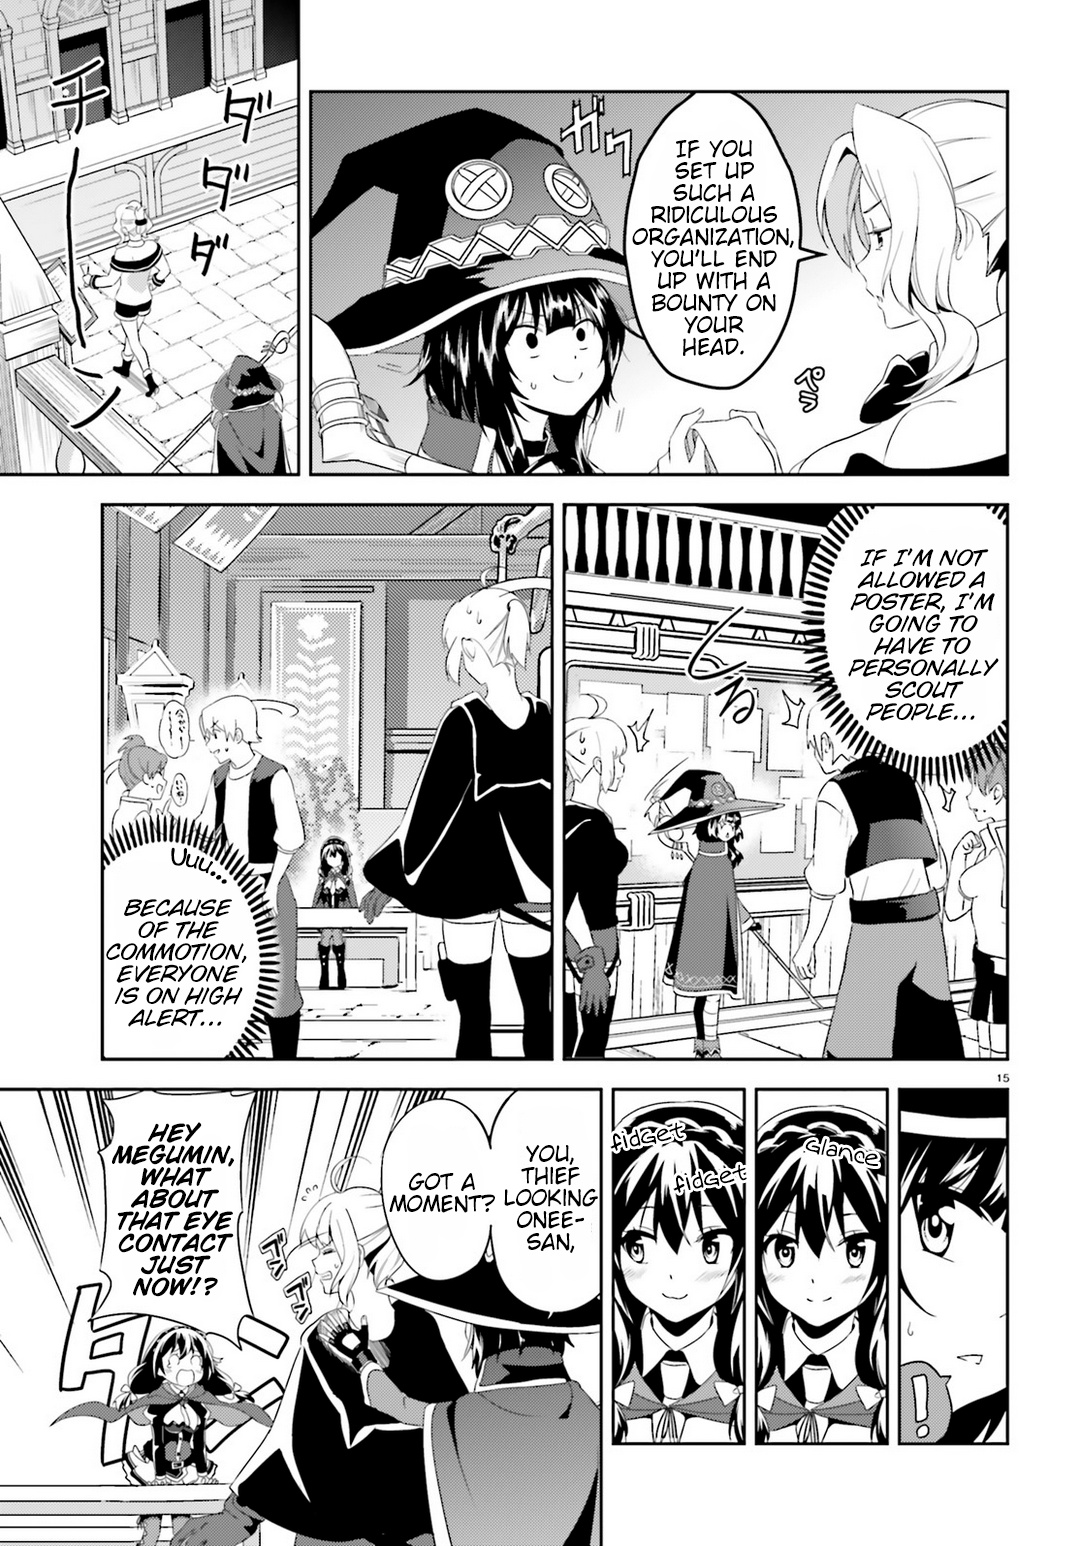 IF YOU
SET UP
SUCH A
RIDICULOUS
ORGANIZATION,
YOU'LL END
UP WITH A
BOUNTY ON
YOUR
HEAD.
ガタ
ペラ
ダ
ダ
ダ
チーン
IF I'M NOT
ALLOWED A
POSTER, I'M
GOING TO
HAVE TO
PERSONALLY
SCOUT
PEOPLE...
Uuu...
BECAUSE
OF THE
COMMOTION,
EVERYONE
IS ON HIGH
ALERT...
15
!
glance
fidget
fidget
YOU,
THIEF
LOOKING
ONEE-
SAN,
GOT A
MOMENT?
HEY
MEGUMIN,
WHAT
ABOUT
THAT EYE
CONTACT
JUST
NOW!?